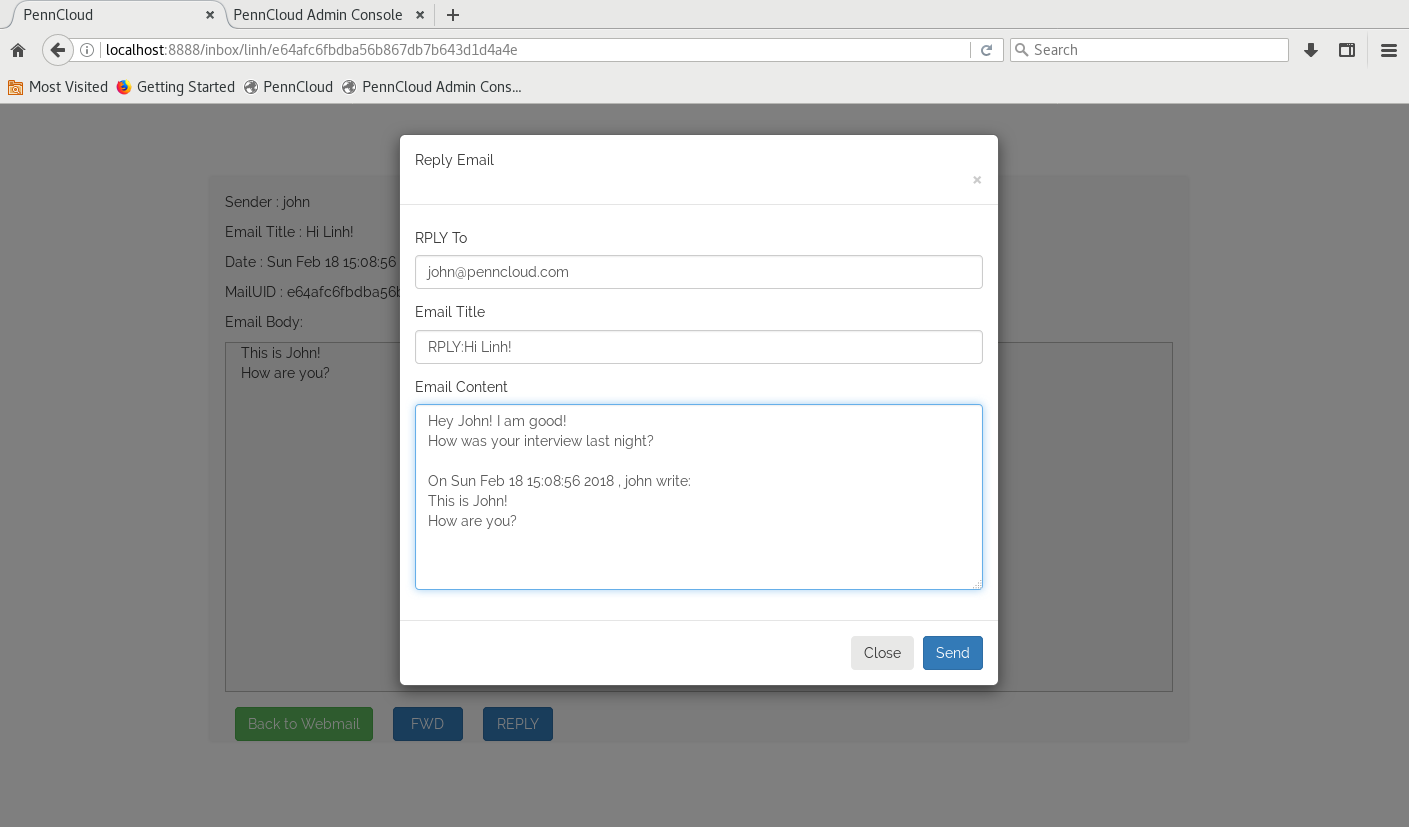 PennCloud
PennCloud Admin Console
localhost:8888/inbox/linh/e64afc6fbdba56b867db7b643d1d4a4e
Search
Most Visited
Getting Started
PennCloud
PennCloud Admin Cons...
Reply Email
×
Sender : john
Email Title : Hi Linh!
Date : Sun Feb 18 15:08:56
MailUID : e64afc6fbdba56b
Email Body:
This is John!
How are you?
RPLY To
john@penncloud.com
Email Title
RPLY:Hi Linh!
Email Content
Hey John! I am good!
How was your interview last night?
On Sun Feb 18 15:08:56 2018 , john write:
This is John!
How are you?
Close
Send
Back to Webmail
FWD
REPLY